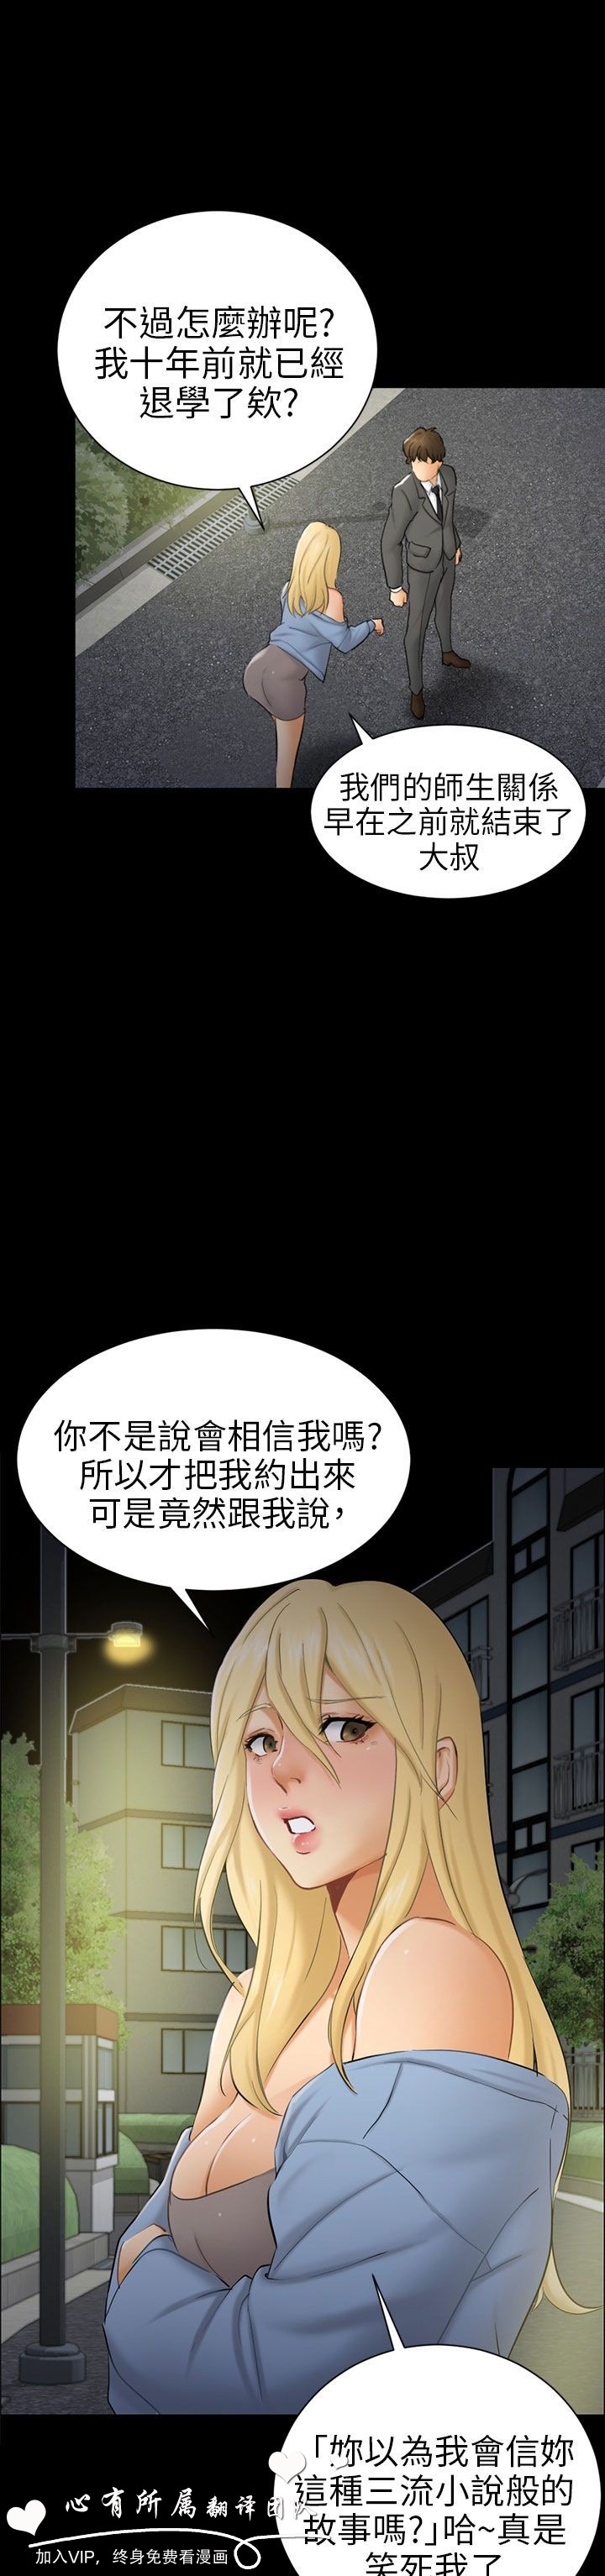 不過怎麼辦呢?
我十年前就已經
退學了欸?
我們的師生關係
早在之前就結束了
大叔
你不是說會相信我嗎?
所以才把我約出來
可是竟然跟我說,
「妳以為我會信妳
這種三流小說般的
故事嗎?」哈~真是
笑死我了
心有所属翻译团队
加入VIP，终身免费看漫画